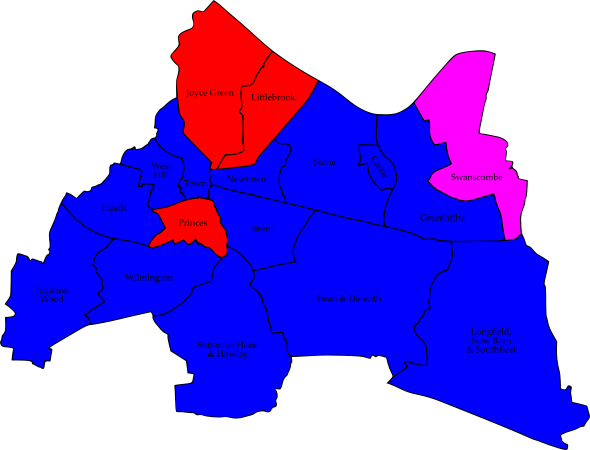 Joyce Green
Littlebrook
West
Hill
Town
Newtown
Stone
Castle
Swanscombe
Heath
Princes
Brent
Greenhithe
Joydens
Wood
Wilmington
Bean & Darenth
Sutton-at-Hone
& Hawley
Longfield,
New Barn
& Southfleet